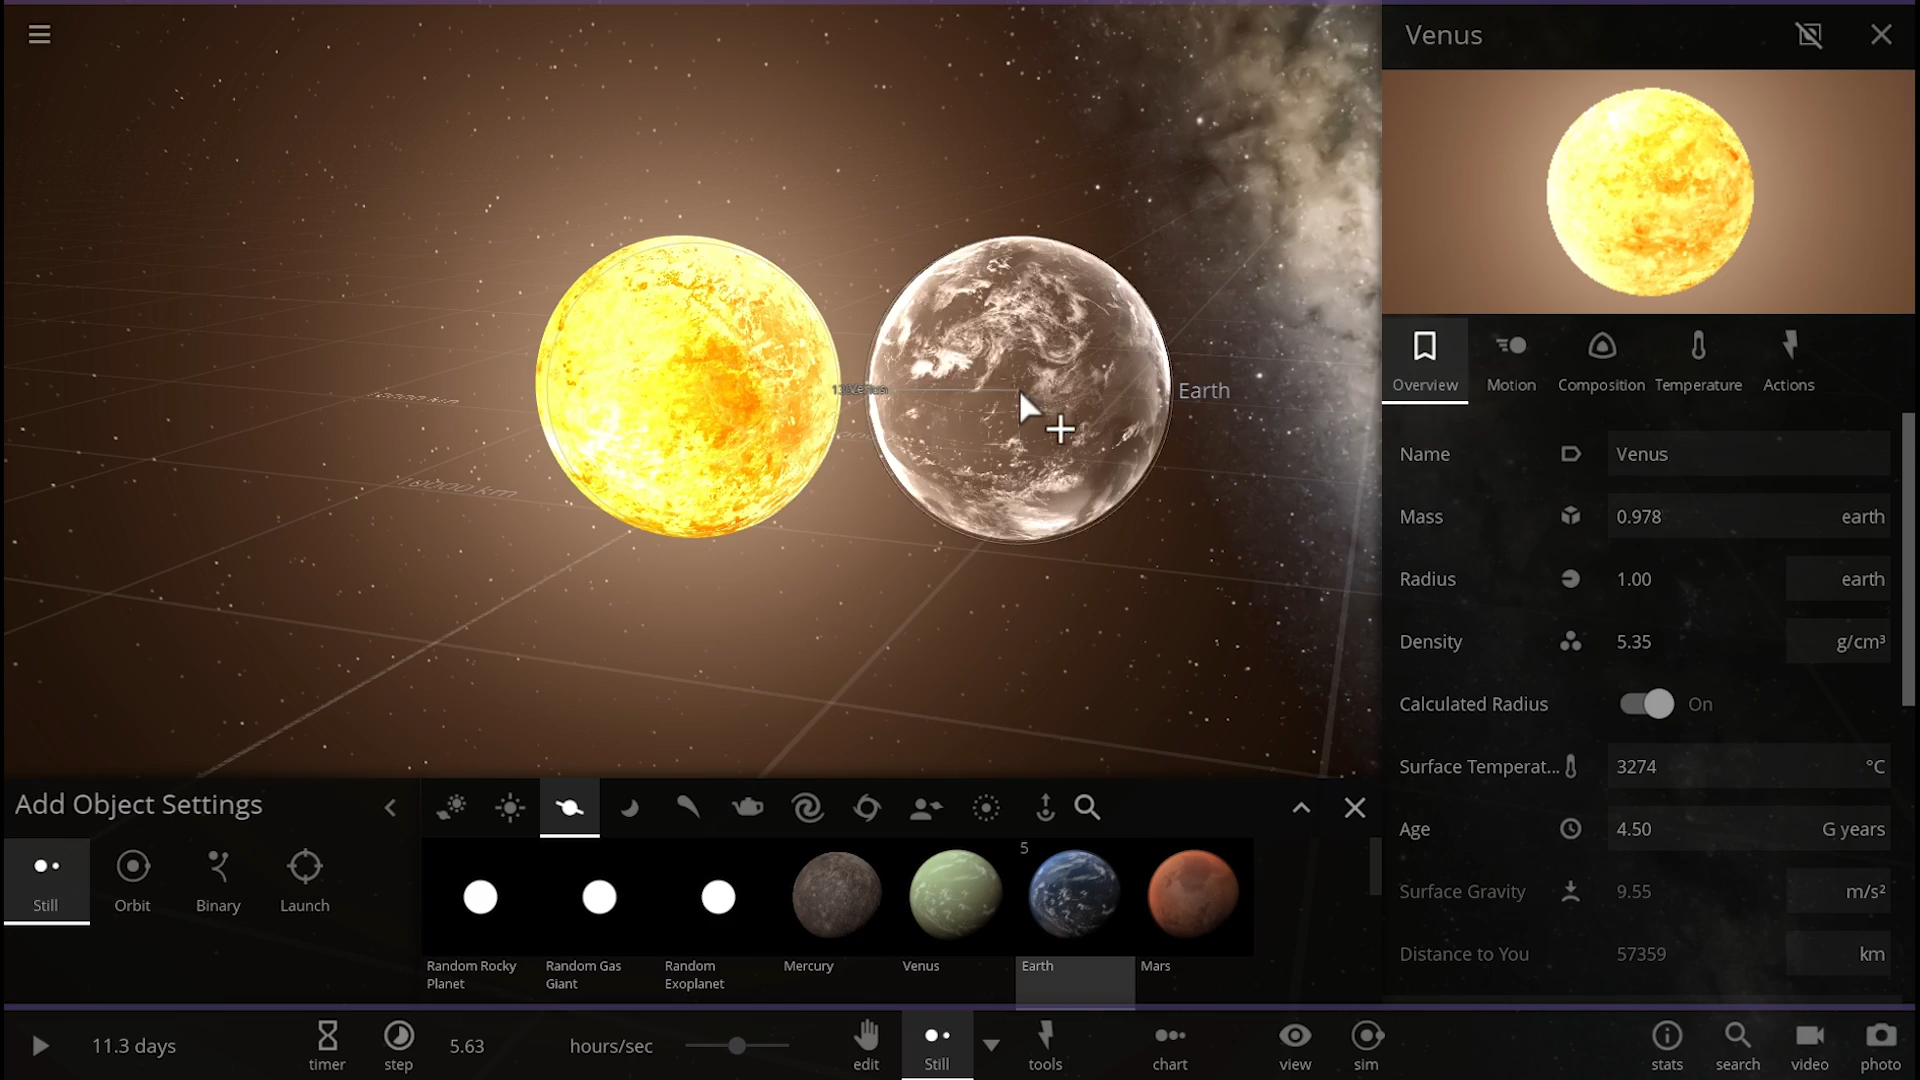 Venus
Earth
10000 km
Overview
Motion
Composition
Temperature
Actions
Name
Venus
Mass
0.978
earth
Radius
1.00
earth
Density
5.35
g/cm³
Calculated Radius
On
Surface Temperat...
3274
°C
Age
4.50
G years
Surface Gravity
9.55
m/s²
Distance to You
57359
km
Add Object Settings
Still
Orbit
Binary
Launch
5
Random Rocky
Planet
Random Gas
Giant
Random
Exoplanet
Mercury
Venus
Earth
Mars
11.3 days
timer
step
5.63
hours/sec
edit
Still
tools
chart
view
sim
stats
search
video
photo